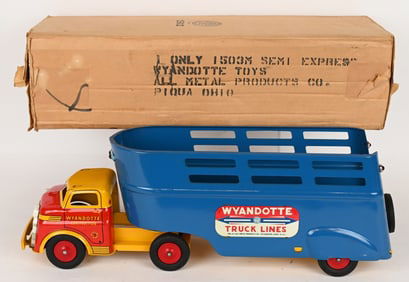 1 ONLY 1503M SEMI EXPRES"
WYANDOTTE TOYS
ALL METAL PRODUCTS CO.
PIQUA OHIO
WYANDOTTE
WYANDOTTE
TRUCK LINES